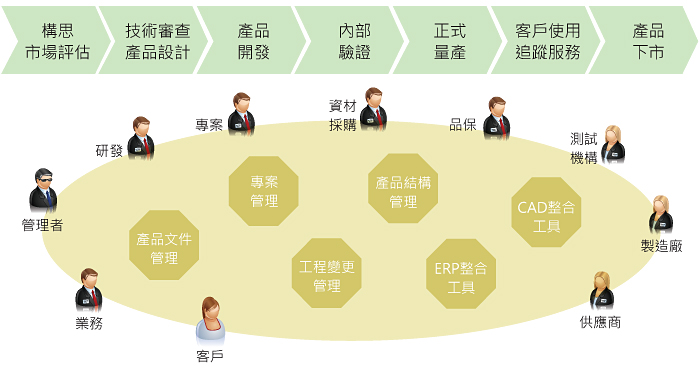 構思
市場評估
技術審查
產品設計
產品
開發
內部
驗證
正式
量產
客戶使用
追蹤服務
產品
下市
資材
採購
專案
品保
研發
測試
機構
專案
管理
產品結構
管理
管理者
CAD整合
工具
產品文件
管理
製造廠
工程變更
管理
ERP整合
工具
業務
供應商
客戶